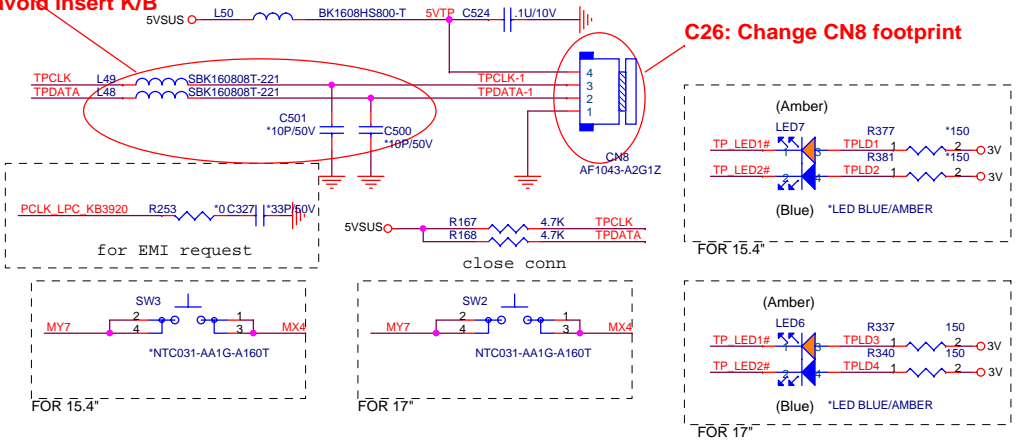 avoid insert K/B
5VSUS L50 BK1608HS800-T 5VTP C524 .1U/10V
C26: Change CN8 footprint
TPCLK L49 SBK160808T-221 TPCLK-1 4
3
TPDATA L48 SBK160808T-221 TPDATA-1 2
1
C501
*10P/50V
C500
*10P/50V
CN8
AF1043-A2G1Z
PCLK_LPC_KB3920 R253 *0 C327 *33P/50V
for EMI request
5VSUS R167 4.7K TPCLK
R168 4.7K TPDATA
close conn
(Amber)
LED7
TP_LED1# 1 3 TPLD1 R377 1 2 *150 3V
TP_LED2# 2 4 TPLD2 R381 1 2 *150 3V
(Blue) *LED BLUE/AMBER
FOR 15.4"
SW3
MY7 2 1 MX4
4 3
*NTC031-AA1G-A160T
FOR 15.4"
SW2
MY7 2 1 MX4
4 3
NTC031-AA1G-A160T
FOR 17"
(Amber)
LED6
TP_LED1# 1 3 TPLD3 R337 1 2 150 3V
TP_LED2# 2 4 TPLD4 R340 1 2 150 3V
(Blue) *LED BLUE/AMBER
FOR 17"